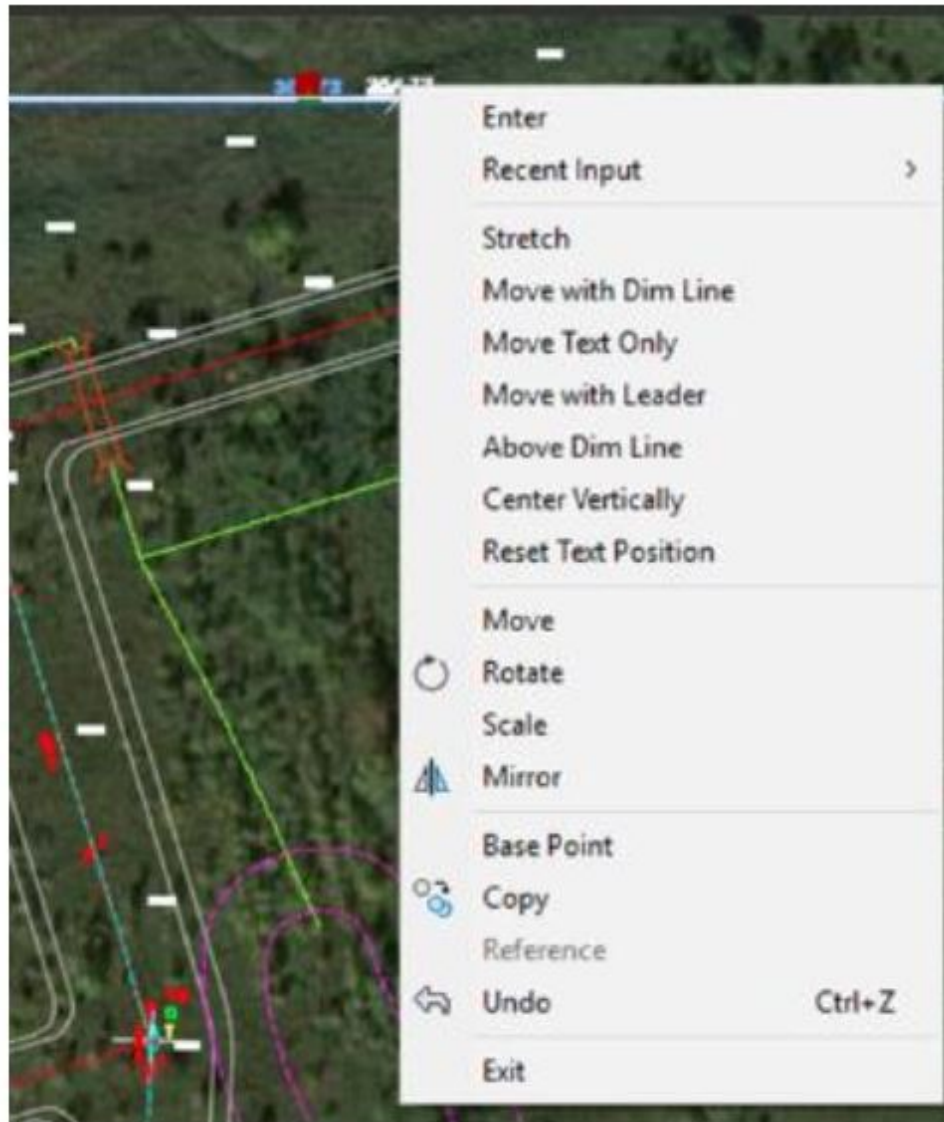 Enter
Recent Input
Stretch
Move with Dim Line
Move Text Only
Move with Leader
Above Dim Line
Center Vertically
Reset Text Position
Move
Rotate
Scale
Mirror
Base Point
Copy
Reference
Undo Ctrl+Z
Exit